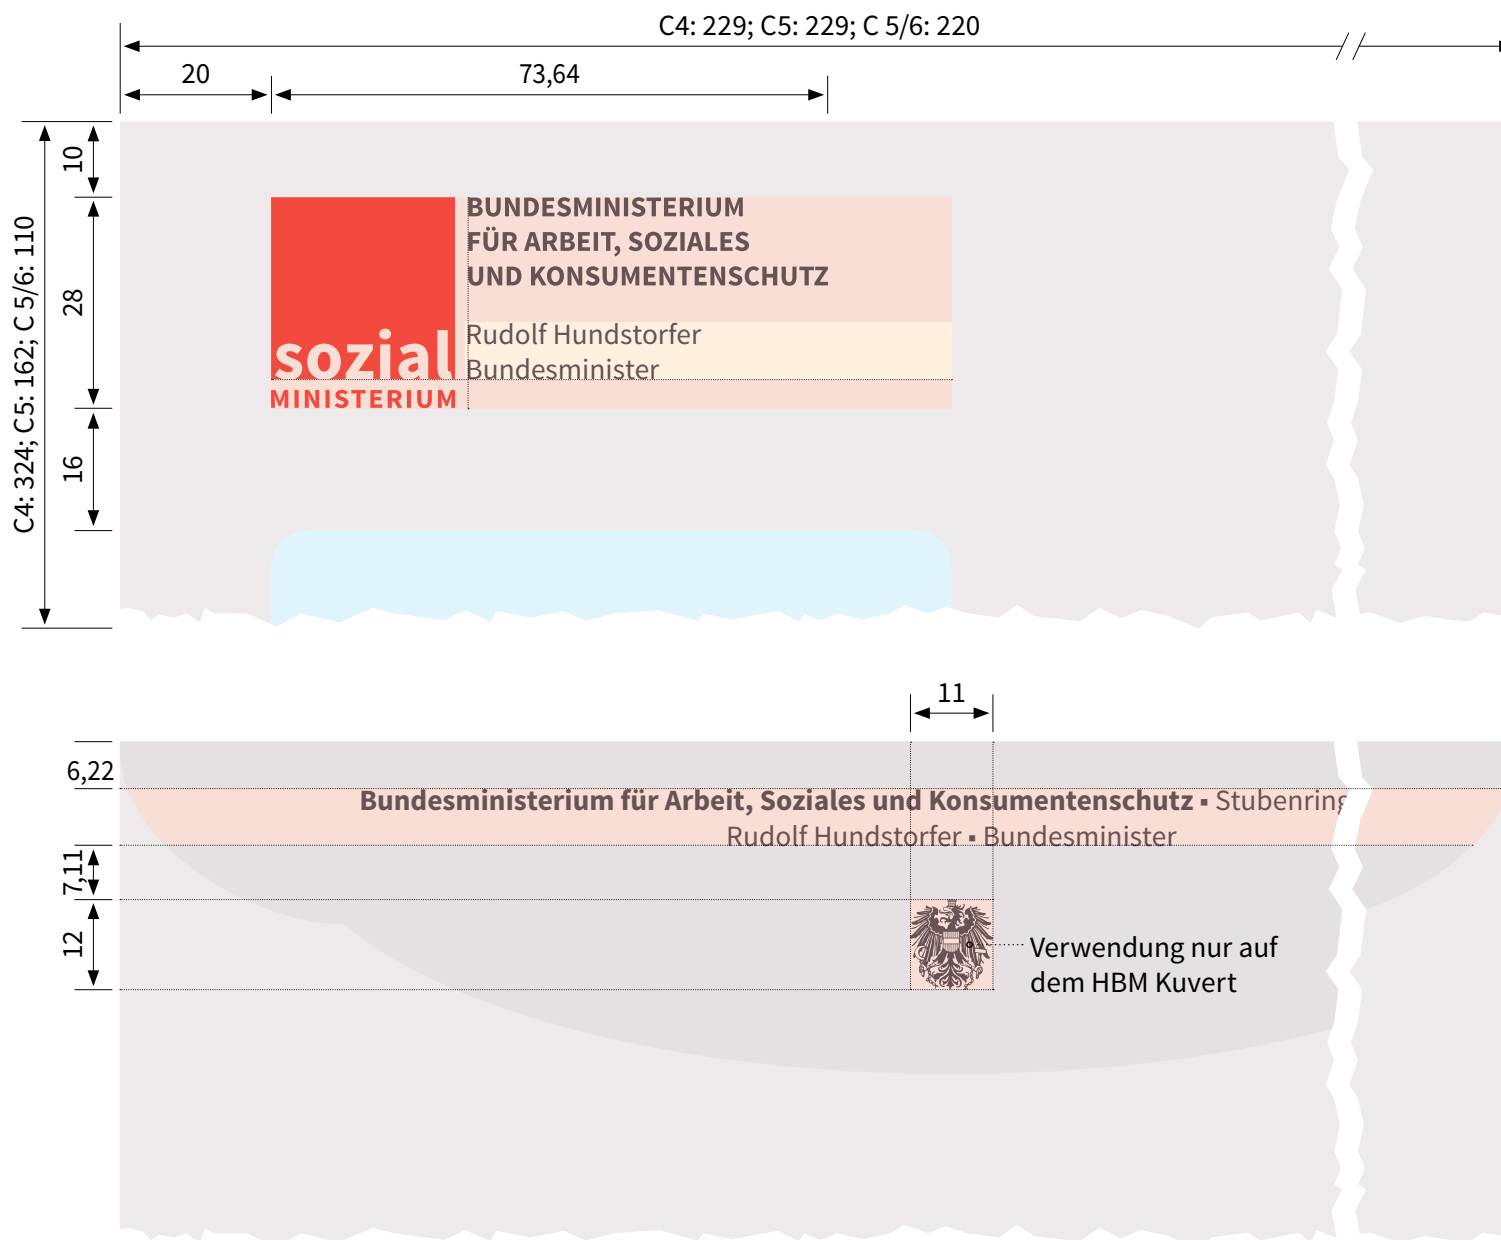 C4: 229; C5: 229; C 5/6: 220
20
73,64
C4: 324; C5: 162; C 5/6: 110
10
28
16
BUNDESMINISTERIUM
FÜR ARBEIT, SOZIALES
UND KONSUMENTENSCHUTZ
Rudolf Hundstorfer
Bundesminister
sozial
MINISTERIUM
11
6,22
7,11
12
Bundesministerium für Arbeit, Soziales und Konsumentenschutz ▪ Stubenring
Rudolf Hundstorfer ▪ Bundesminister
Verwendung nur auf
dem HBM Kuvert